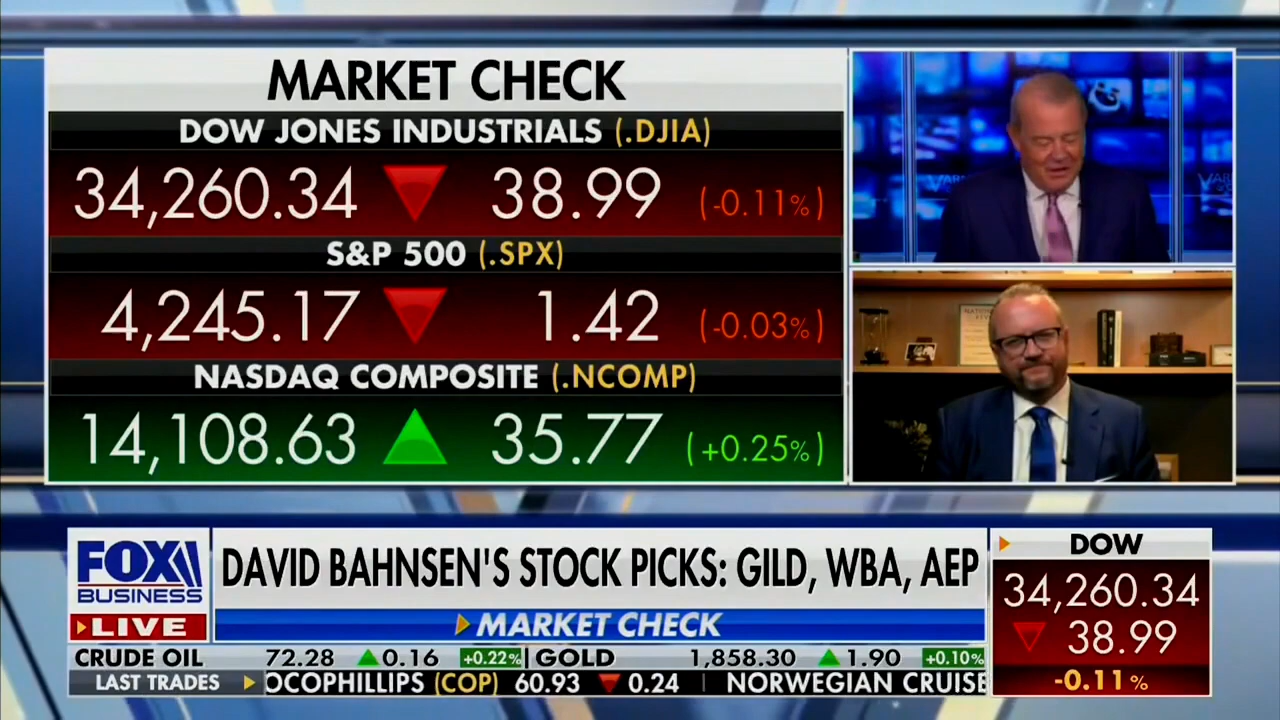 MARKET CHECK
DOW JONES INDUSTRIALS (.DJIA)
34,260.34 38.99 (-0.11%)
S&P 500 (.SPX)
4,245.17 1.42 (-0.03%)
NASDAQ COMPOSITE (.NCOMP)
14,108.63 35.77 (+0.25%)
FOX BUSINESS
LIVE
DAVID BAHNSEN'S STOCK PICKS: GILD, WBA, AEP
MARKET CHECK
CRUDE OIL 72.28 0.16 +0.22% GOLD 1,858.30 1.90 +0.10%
LAST TRADES OCOPHILLIPS (COP) 60.93 0.24 NORWEGIAN CRUISE
DOW
34,260.34
38.99
-0.11%